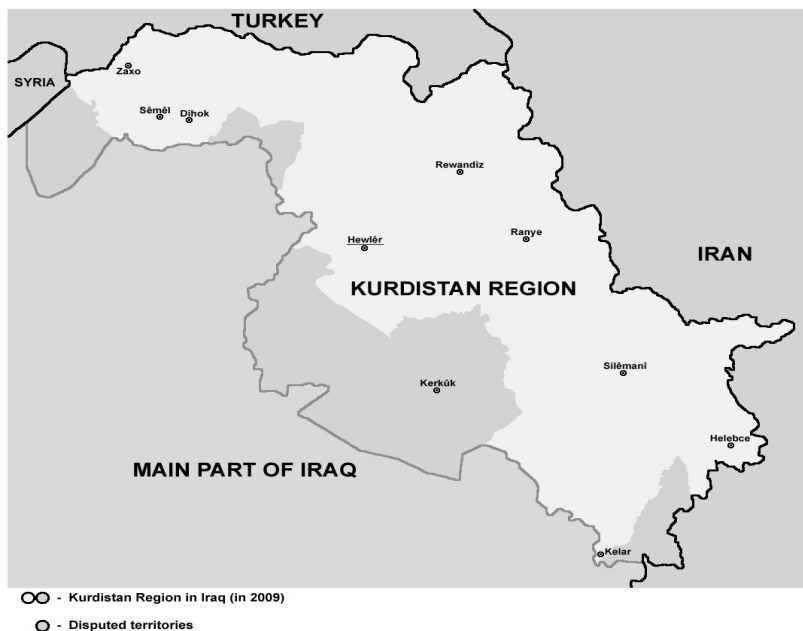 TURKEY
Zaxo
SYRIA
Sêmêl
Dihok
Rewandiz
Hewlêr
Ranye
IRAN
KURDISTAN REGION
Silêmanî
Kerkûk
Helebce
MAIN PART OF IRAQ
Kelar
- Kurdistan Region in Iraq (in 2009)
- Disputed territories